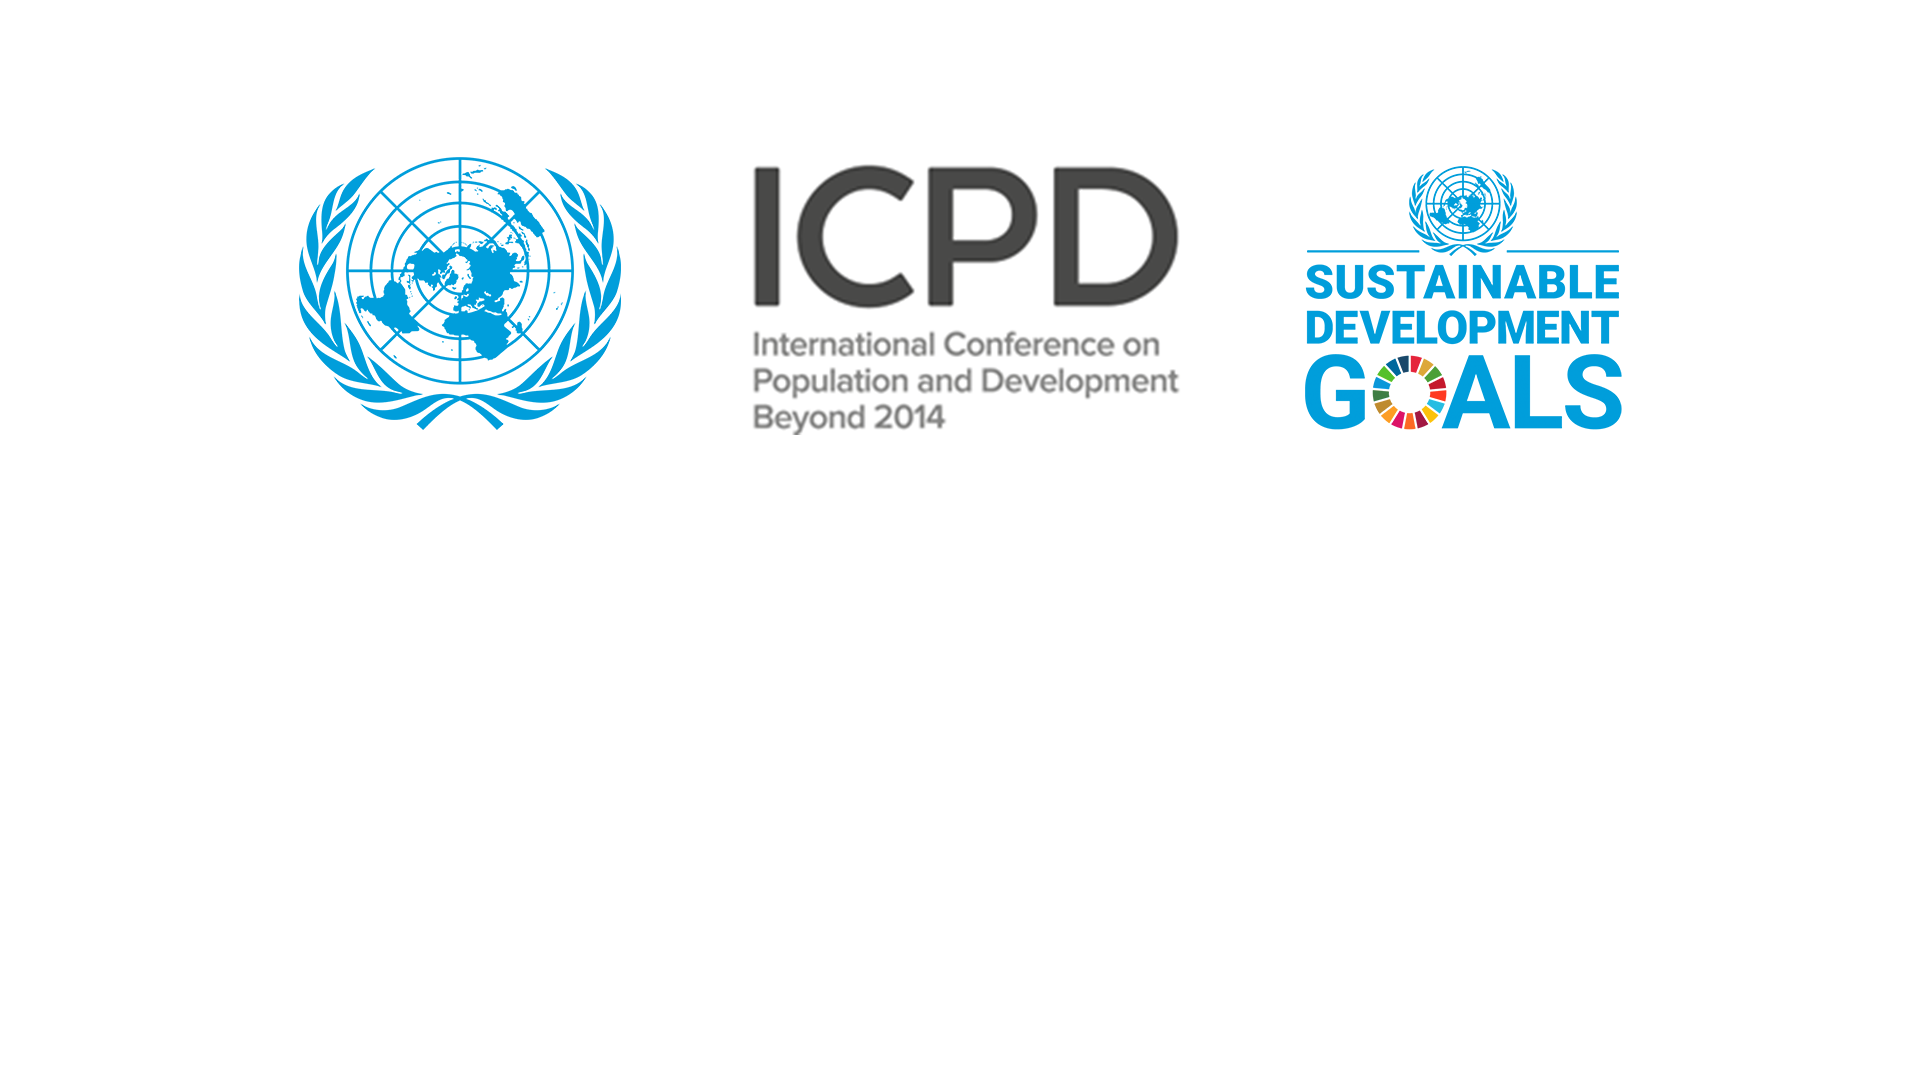 ICPD
International Conference on
Population and Development
Beyond 2014
SUSTAINABLE
DEVELOPMENT
GOALS